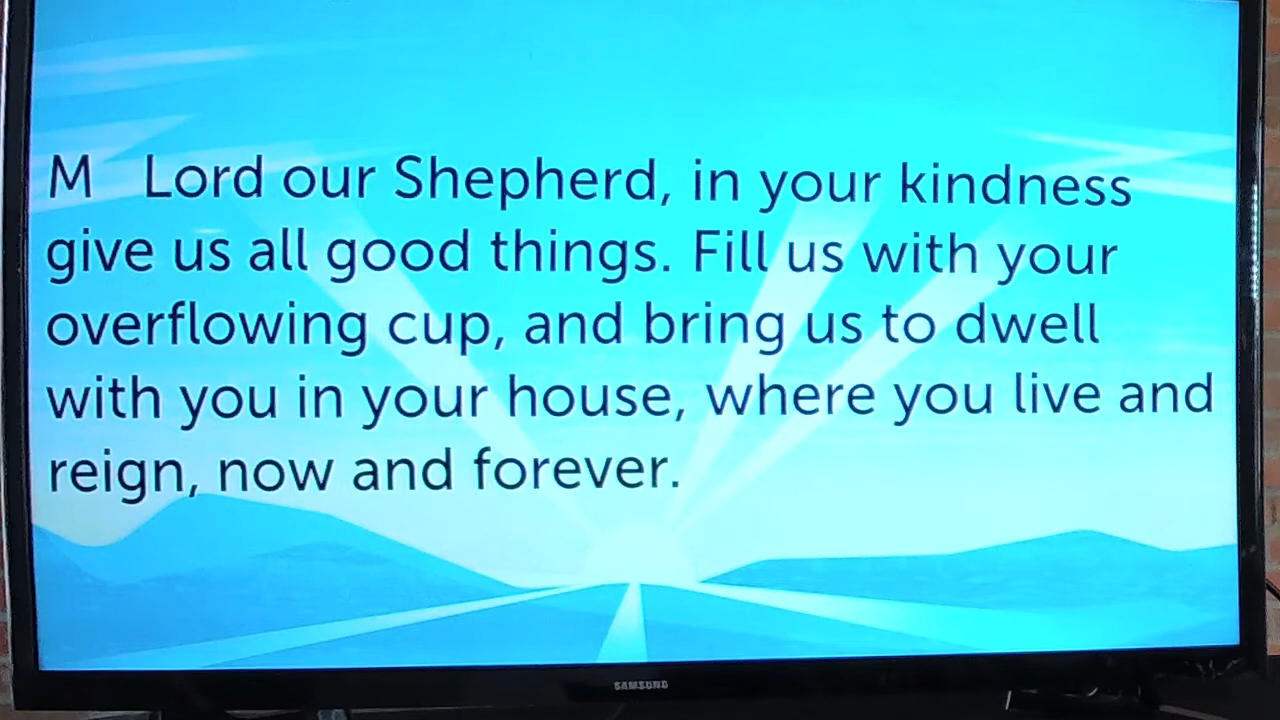 M Lord our Shepherd, in your kindness
give us all good things. Fill us with your
overflowing cup, and bring us to dwell
with you in your house, where you live and
reign, now and forever.
SAMSUNG